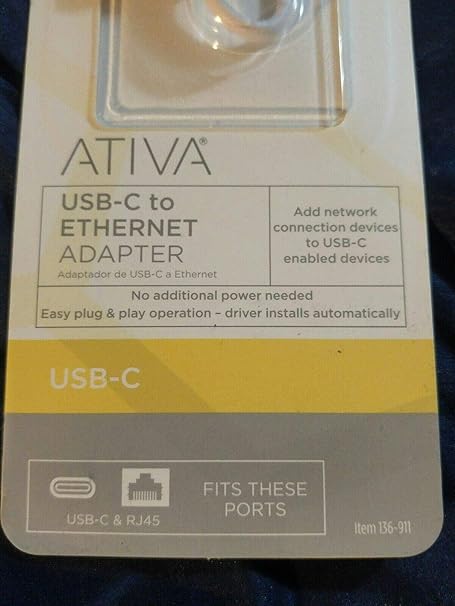 ATIVA®
USB-C to
ETHERNET
ADAPTER
Adaptador de USB-C a Ethernet
Add network
connection devices
to USB-C
enabled devices
No additional power needed
Easy plug & play operation – driver installs automatically
USB-C
USB-C & RJ45
FITS THESE
PORTS
Item 136-911